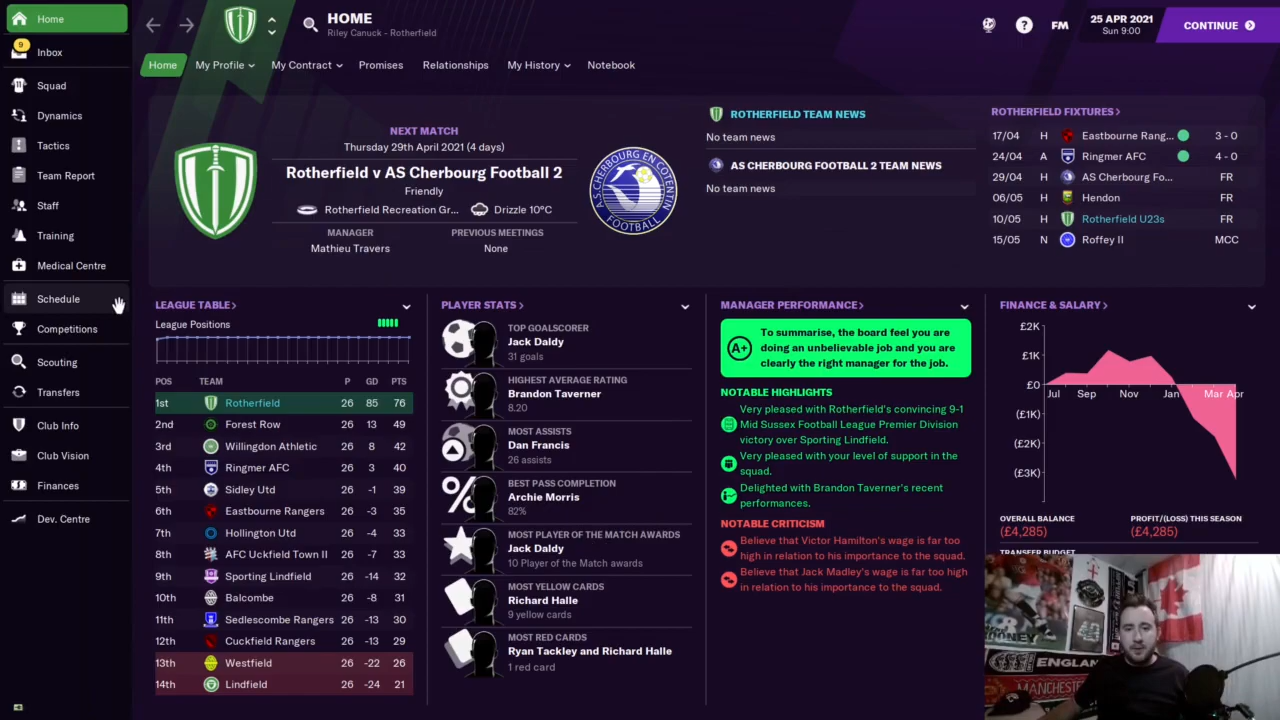 Home
9
Inbox
Squad
Dynamics
Tactics
Team Report
Staff
Training
Medical Centre
Schedule
Competitions
Scouting
Transfers
Club Info
Club Vision
Finances
Dev. Centre
HOME
Riley Canuck - Rotherfield
FM
25 APR 2021
Sun 9:00
CONTINUE
Home
My Profile
My Contract
Promises
Relationships
My History
Notebook
NEXT MATCH
Thursday 29th April 2021 (4 days)
Rotherfield v AS Cherbourg Football 2
Friendly
Rotherfield Recreation Gr...
Drizzle 10°C
MANAGER
Mathieu Travers
PREVIOUS MEETINGS
None
AS CHERBOURG EN COTENTIN
FOOTBALL
ROTHERFIELD TEAM NEWS
No team news
AS CHERBOURG FOOTBALL 2 TEAM NEWS
No team news
ROTHERFIELD FIXTURES
17/04 H Eastbourne Rang... 3 - 0
24/04 A Ringmer AFC 4 - 0
29/04 H AS Cherbourg Fo... FR
06/05 H Hendon FR
10/05 H Rotherfield U23s FR
15/05 N Roffey II MCC
LEAGUE TABLE
League Positions
POS TEAM P GD PTS
1st Rotherfield 26 85 76
2nd Forest Row 26 13 49
3rd Willingdon Athletic 26 8 42
4th Ringmer AFC 26 3 40
5th Sidley Utd 26 -1 39
6th Eastbourne Rangers 26 -3 35
7th Hollington Utd 26 -4 33
8th AFC Uckfield Town II 26 -7 33
9th Sporting Lindfield 26 -14 32
10th Balcombe 26 -8 31
11th Sedlescombe Rangers 26 -13 30
12th Cuckfield Rangers 26 -13 29
13th Westfield 26 -22 26
14th Lindfield 26 -24 21
PLAYER STATS
TOP GOALSCORER
Jack Daldy
31 goals
HIGHEST AVERAGE RATING
Brandon Taverner
8.20
MOST ASSISTS
Dan Francis
26 assists
BEST PASS COMPLETION
Archie Morris
82%
MOST PLAYER OF THE MATCH AWARDS
Jack Daldy
10 Player of the Match awards
MOST YELLOW CARDS
Richard Halle
9 yellow cards
MOST RED CARDS
Ryan Tackley and Richard Halle
1 red card
MANAGER PERFORMANCE
A+
To summarise, the board feel you are
doing an unbelievable job and you are
clearly the right manager for the job.
NOTABLE HIGHLIGHTS
Very pleased with Rotherfield's convincing 9-1
Mid Sussex Football League Premier Division
victory over Sporting Lindfield.
Very pleased with your level of support in the
squad.
Delighted with Brandon Taverner's recent
performances.
NOTABLE CRITICISM
Believe that Victor Hamilton's wage is far too
high in relation to his importance to the squad.
Believe that Jack Madley's wage is far too high
in relation to his importance to the squad.
FINANCE & SALARY
£2K
£1K
£0
(£1K)
(£2K)
(£3K)
Jul Sep Nov Jan Mar Apr
OVERALL BALANCE
(£4,285)
PROFIT/(LOSS) THIS SEASON
(£4,285)
TRANSFER BUDGET
ROONEY
ENGLA
MANCHESTE